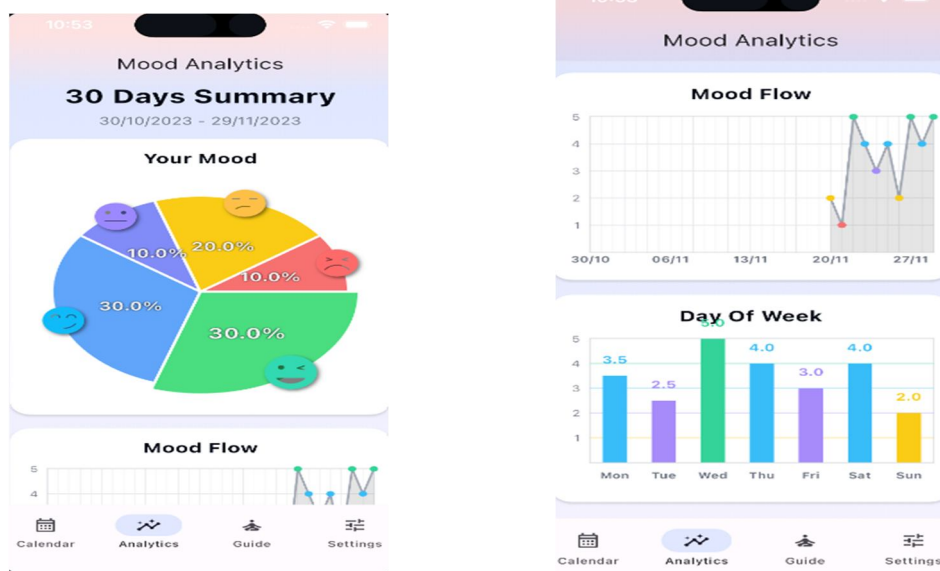 10:53
Mood Analytics
30 Days Summary
30/10/2023 - 29/11/2023
Your Mood
10.0% 20.0%
10.0%
30.0%
30.0%
Mood Flow
5
4
Calendar Analytics Guide Settings
Mood Analytics
Mood Flow
5
4
3
2
1
30/10 06/11 13/11 20/11 27/11
Day Of Week
5.0
5
4.0 4.0
3.5
4
3.0
3
2.5
2.0
2
1
Mon Tue Wed Thu Fri Sat Sun
Calendar Analytics Guide Settings